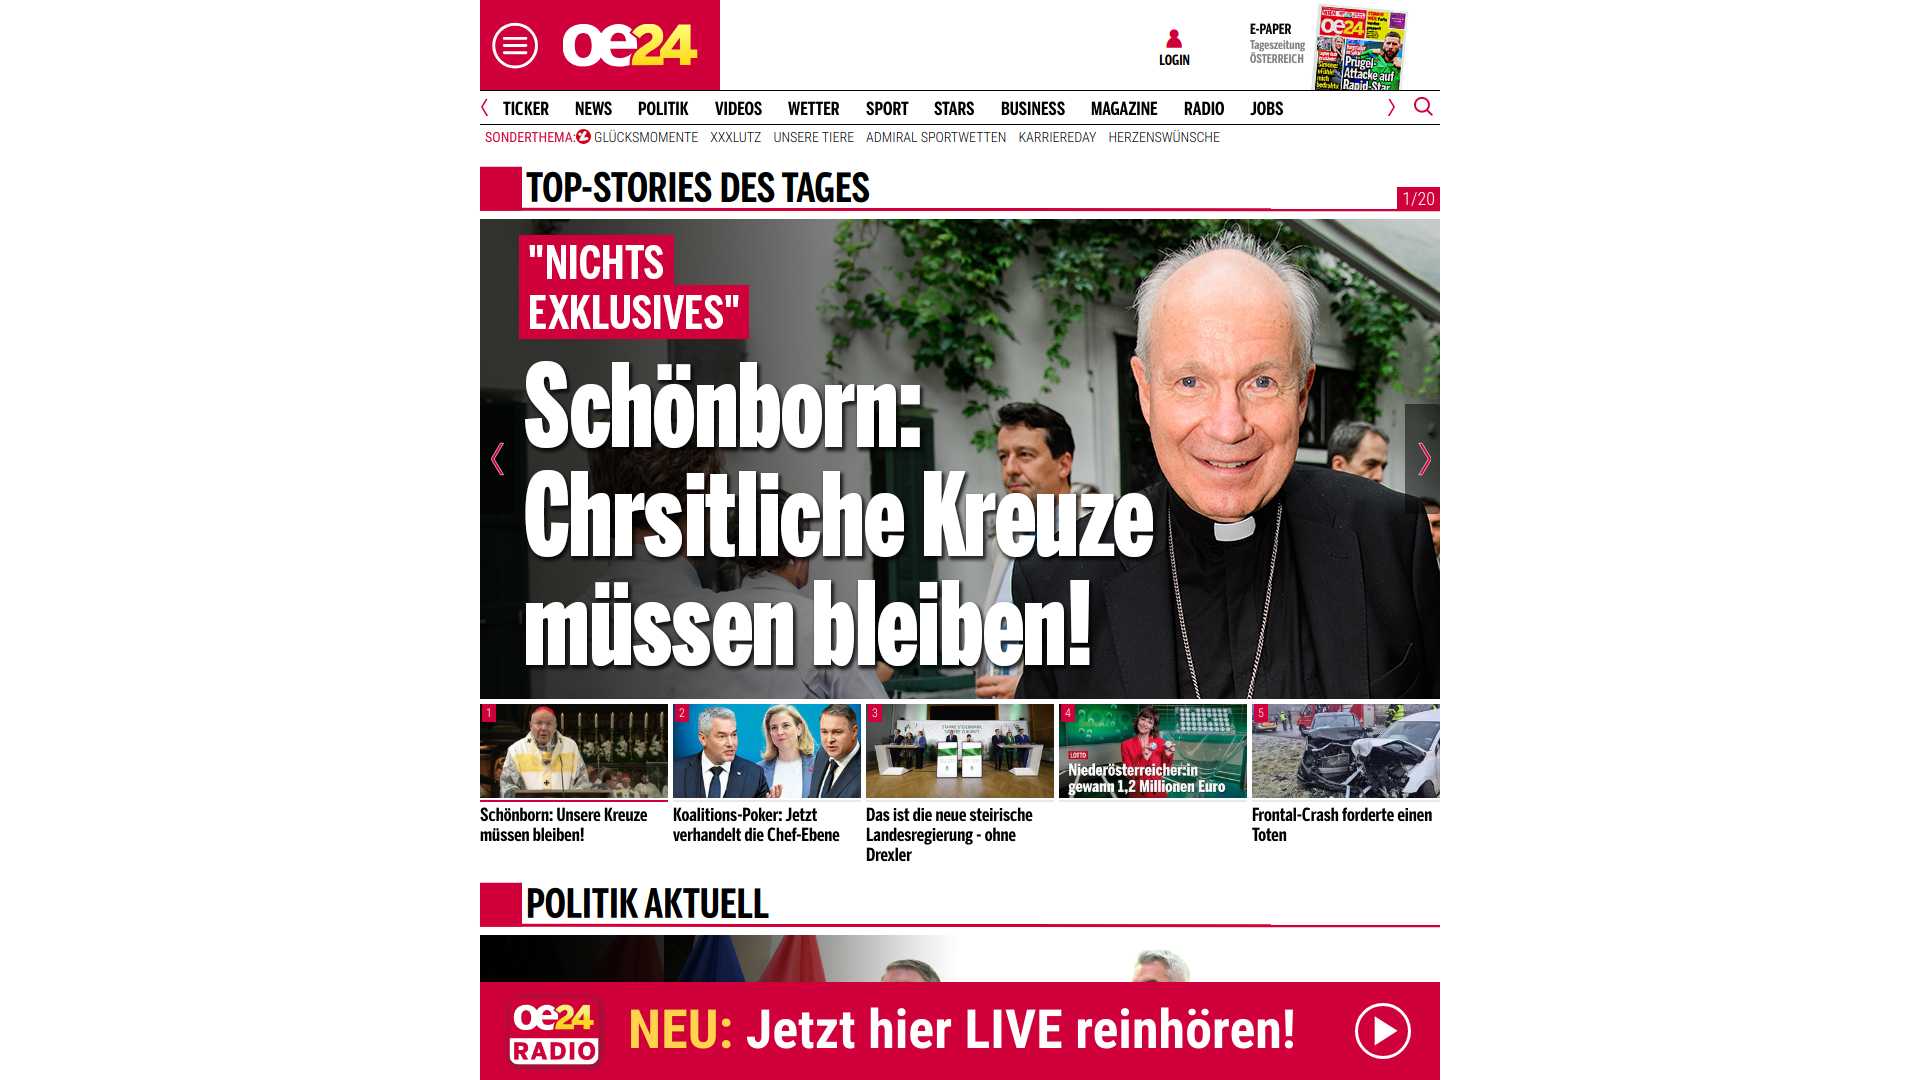 oe24
LOGIN
E-PAPER
Tageszeitung
ÖSTERREICH
oe24
Prügel-
Attacke auf
Rapid-Star
TICKER NEWS POLITIK VIDEOS WETTER SPORT STARS BUSINESS MAGAZINE RADIO JOBS
SONDERTHEMA: GLÜCKSMOMENTE XXXLUTZ UNSERE TIERE ADMIRAL SPORTWETTEN KARRIEREDAY HERZENSWÜNSCHE
TOP-STORIES DES TAGES
1/20
"NICHTS
EXKLUSIVES"
Schönborn:
Chrsitliche Kreuze
müssen bleiben!
1
2
3
4
5
LOTTO
Niederösterreicher:in
gewann 1,2 Millionen Euro
Schönborn: Unsere Kreuze
müssen bleiben!
Koalitions-Poker: Jetzt
verhandelt die Chef-Ebene
Das ist die neue steirische
Landesregierung - ohne
Drexler
Frontal-Crash forderte einen
Toten
POLITIK AKTUELL
oe24
RADIO
NEU: Jetzt hier LIVE reinhören!